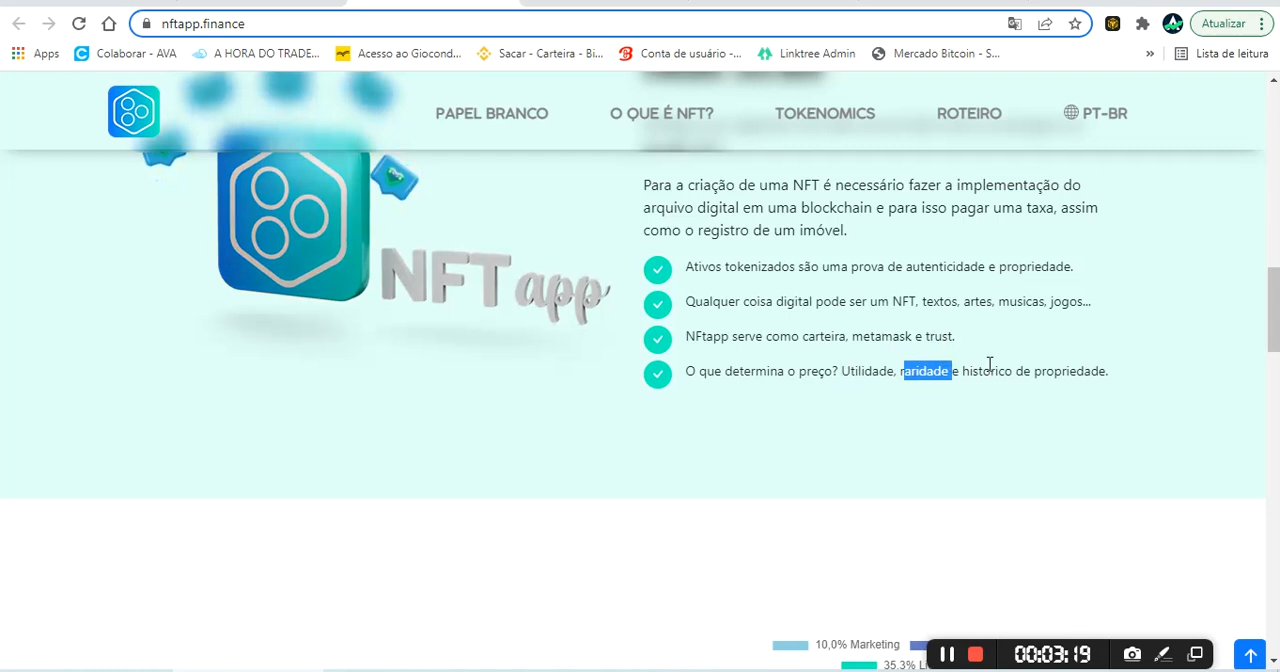 nftapp.finance
Atualizar
Apps
Colaborar - AVA
A HORA DO TRADE...
Acesso ao Giocond...
Sacar - Carteira - Bi...
Conta de usuário -...
Linktree Admin
Mercado Bitcoin - S...
»
Lista de leitura
PAPEL BRANCO
O QUE É NFT?
TOKENOMICS
ROTEIRO
PT-BR
NFT app
Para a criação de uma NFT é necessário fazer a implementação do
arquivo digital em uma blockchain e para isso pagar uma taxa, assim
como o registro de um imóvel.
Ativos tokenizados são uma prova de autenticidade e propriedade.
Qualquer coisa digital pode ser um NFT, textos, artes, musicas, jogos...
NFtapp serve como carteira, metamask e trust.
O que determina o preço? Utilidade, raridade e histórico de propriedade.
10,0% Marketing
35.3%
00:03:19